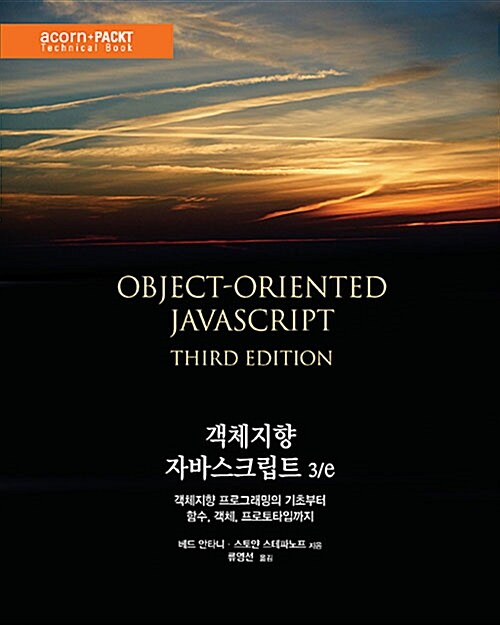 acorn+PACKT
Technical Book
OBJECT-ORIENTED
JAVASCRIPT
THIRD EDITION
객체지향
자바스크립트 3/e
객체지향 프로그래밍의 기초부터
함수, 객체, 프로토타입까지
베드 안타니 · 스토얀 스테파노프 지음
류영선 옮김